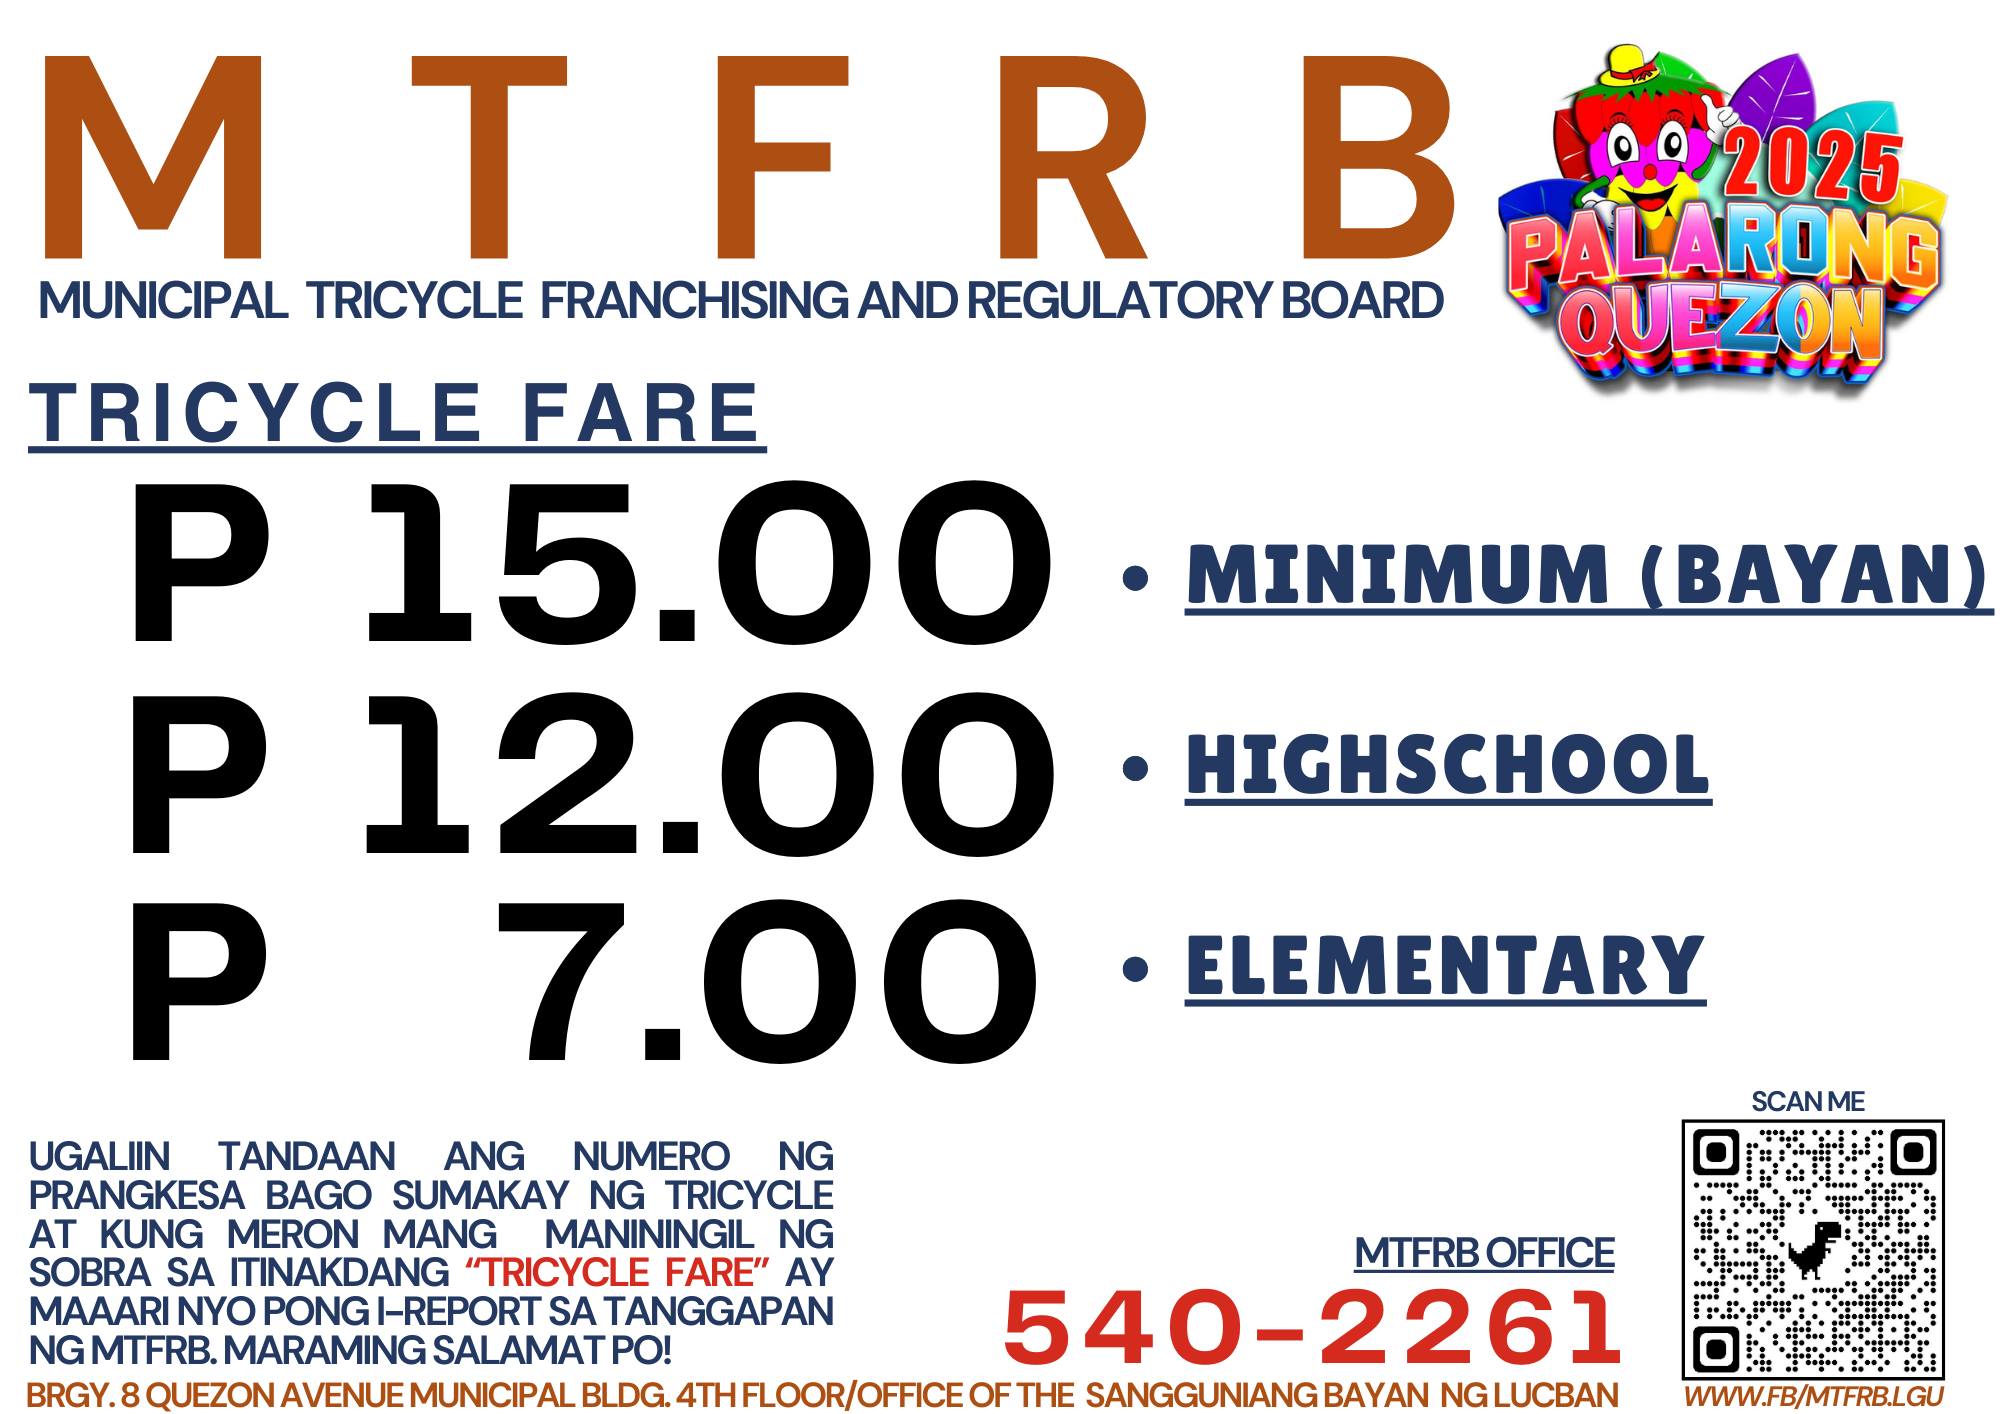 M T F R B
MUNICIPAL TRICYCLE FRANCHISING AND REGULATORY BOARD
2025
PALARONG
QUEZON
TRICYCLE FARE
P 15.00 • MINIMUM (BAYAN)
P 12.00 • HIGHSCHOOL
P 7.00 • ELEMENTARY
UGALIIN TANDAAN ANG NUMERO NG
PRANGKESA BAGO SUMAKAY NG TRICYCLE
AT KUNG MERON MANG MANININGIL NG
SOBRA SA ITINAKDANG “TRICYCLE FARE” AY
MAAARI NYO PONG I-REPORT SA TANGGAPAN
NG MTFRB. MARAMING SALAMAT PO!
MTFRB OFFICE
540-2261
SCAN ME
BRGY. 8 QUEZON AVENUE MUNICIPAL BLDG. 4TH FLOOR/OFFICE OF THE SANGGUNIANG BAYAN NG LUCBAN
WWW.FB/MTFRB.LGU